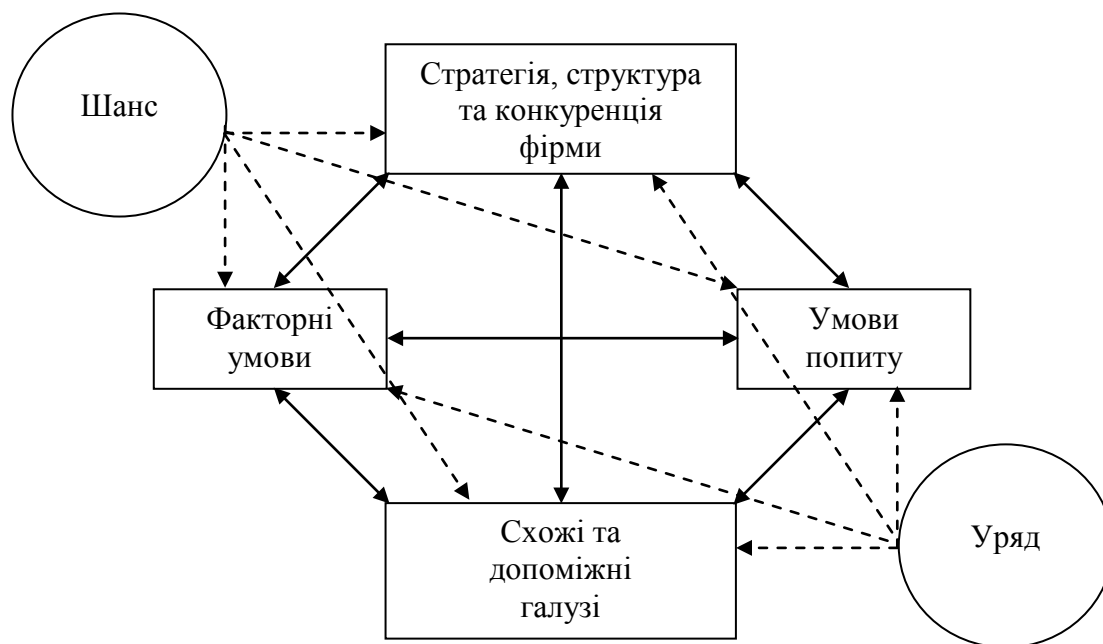 Шанс
Стратегія, структура
та конкуренція
фірми
Факторні
умови
Умови
попиту
Схожі та
допоміжні
галузі
Уряд